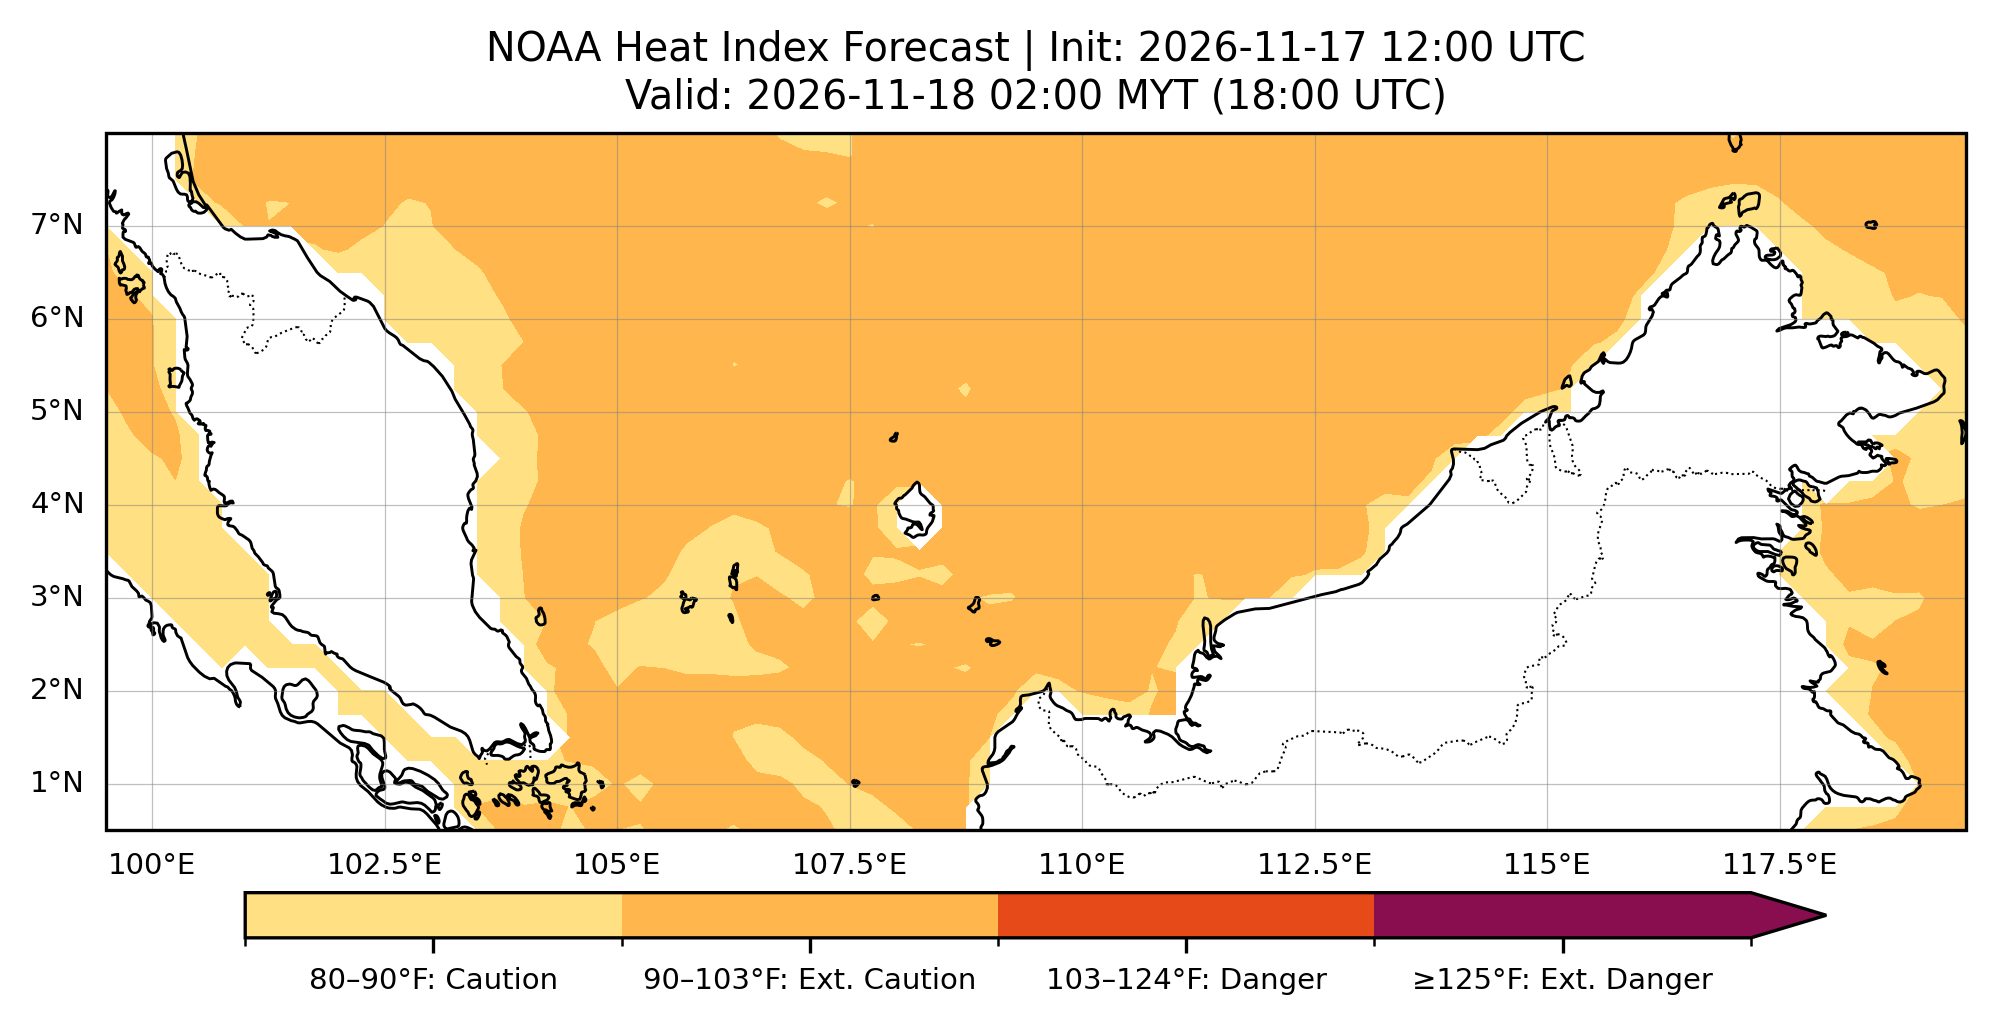 NOAA Heat Index Forecast | Init: 2026-11-17 12:00 UTC
Valid: 2026-11-18 02:00 MYT (18:00 UTC)
7°N
6°N
5°N
4°N
3°N
2°N
1°N
100°E 102.5°E 105°E 107.5°E 110°E 112.5°E 115°E 117.5°E
80–90°F: Caution 90–103°F: Ext. Caution 103–124°F: Danger ≥125°F: Ext. Danger